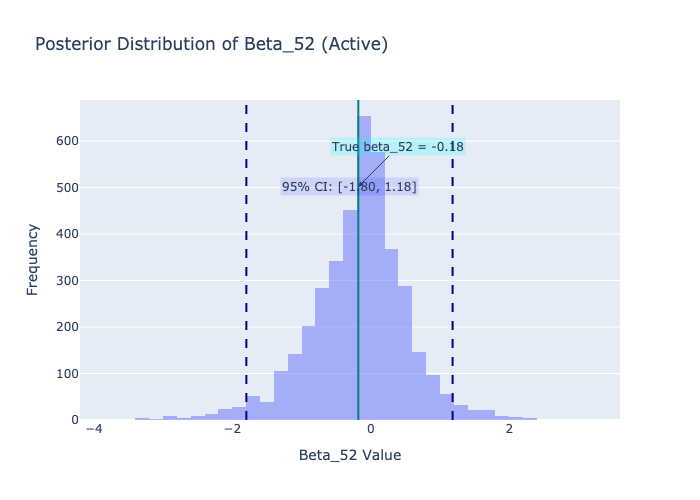 Posterior Distribution of Beta_52 (Active)
True beta_52 = -0.18
95% CI: [-1.80, 1.18]
Frequency
600
500
400
300
200
100
0
−4
−2
0
2
Beta_52 Value